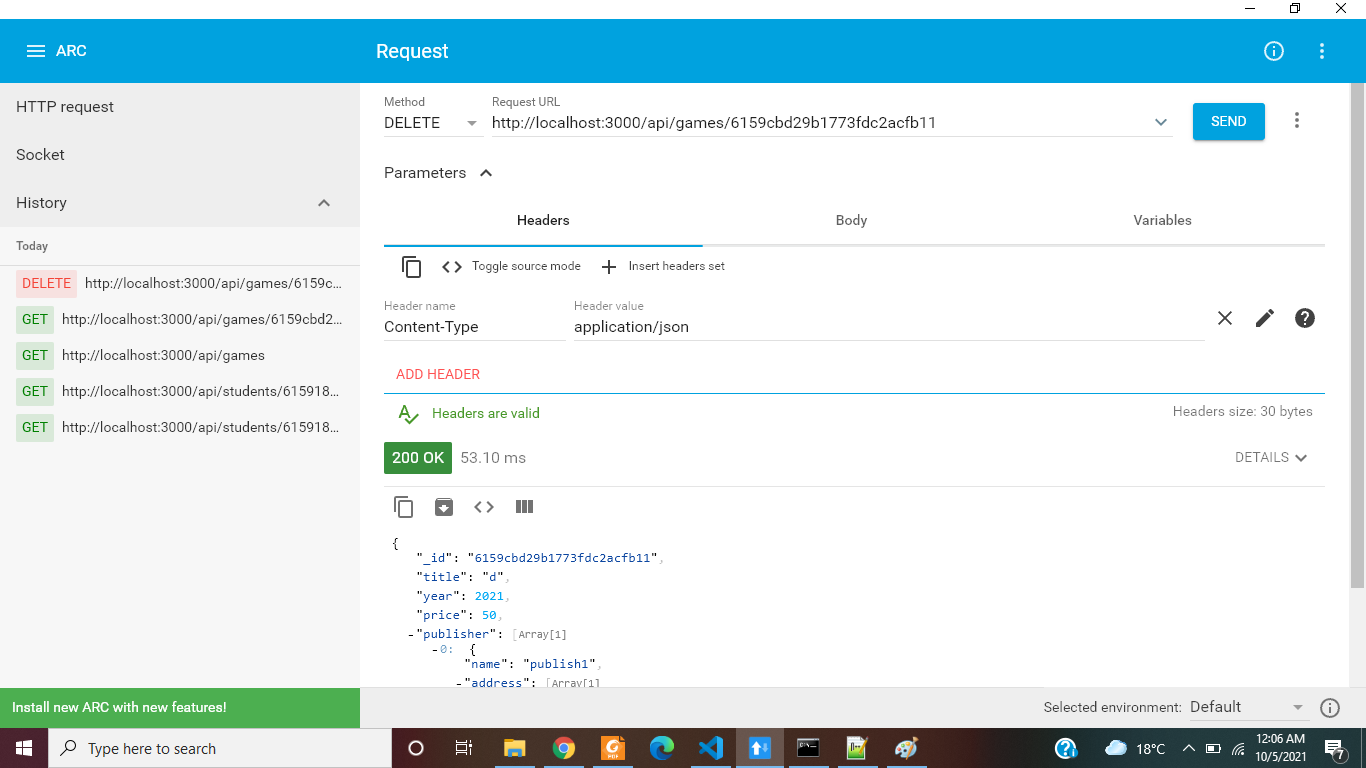 ARC
Request
HTTP request
Socket
History
Today
DELETE http://localhost:3000/api/games/6159c...
GET http://localhost:3000/api/games/6159cbd2...
GET http://localhost:3000/api/games
GET http://localhost:3000/api/students/615918...
GET http://localhost:3000/api/students/615918...
Install new ARC with new features!
Method
Request URL
DELETE
http://localhost:3000/api/games/6159cbd29b1773fdc2acfb11
SEND
Parameters
Headers
Body
Variables
Toggle source mode
Insert headers set
Header name
Header value
Content-Type
application/json
ADD HEADER
Headers are valid
Headers size: 30 bytes
200 OK
53.10 ms
DETAILS
{
"_id": "6159cbd29b1773fdc2acfb11",
"title": "d",
"year": 2021,
"price": 50,
-"publisher": [Array[1]
-0: {
"name": "publish1",
-"address": [Array[1]
Selected environment:
Default
Type here to search
18°C
12:06 AM
10/5/2021
7